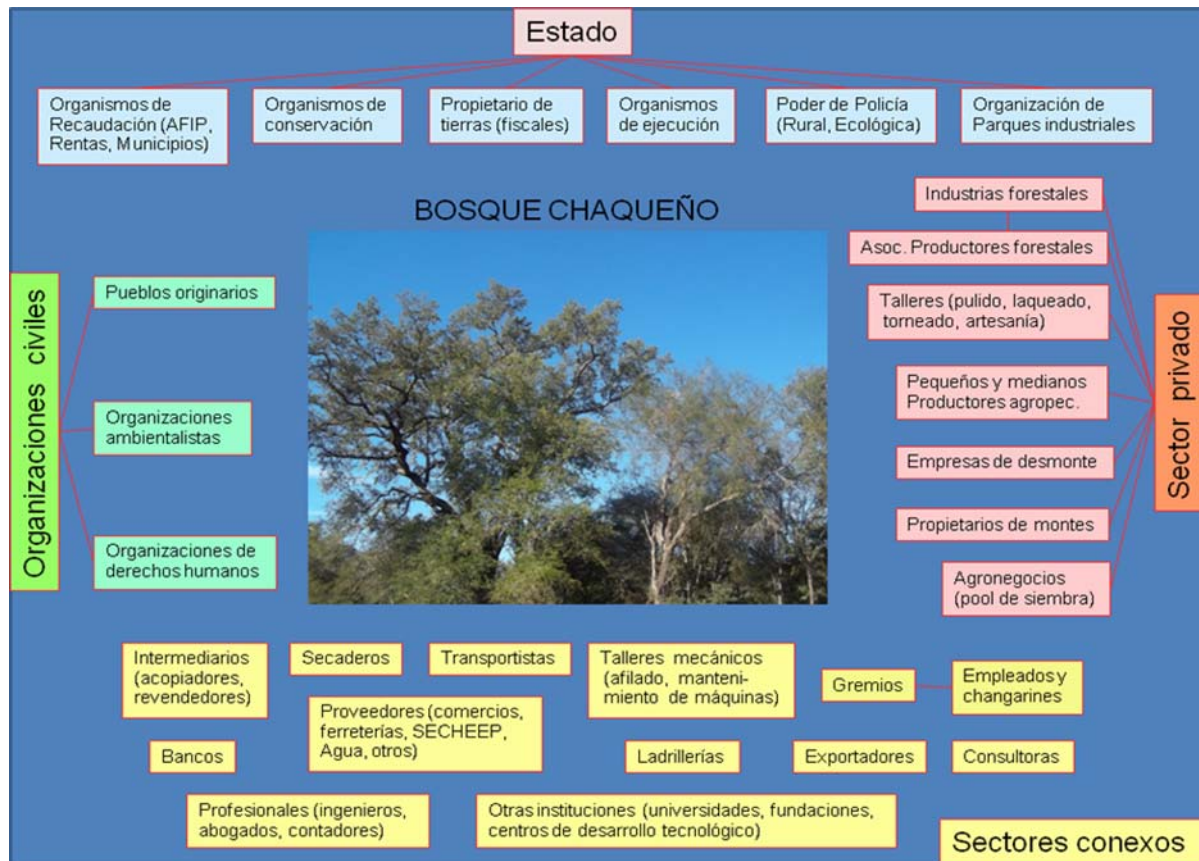 Estado
Organismos de
Recaudación (AFIP,
Rentas, Municipios)
Organismos de
conservación
Propietario de
tierras (fiscales)
Organismos
de ejecución
Poder de Policía
(Rural, Ecológica)
Organización de
Parques industriales
BOSQUE CHAQUEÑO
Organizaciones civiles
Pueblos originarios
Organizaciones
ambientalistas
Organizaciones de
derechos humanos
Industrias forestales
Asoc. Productores forestales
Talleres (pulido, laqueado,
torneado, artesanía)
Pequeños y medianos
Productores agropec.
Empresas de desmonte
Propietarios de montes
Agronegocios
(pool de siembra)
Sector privado
Intermediarios
(acopiadores,
revendedores)
Secaderos
Transportistas
Talleres mecánicos
(afilado, manteni-
miento de máquinas)
Gremios
Empleados y
changarines
Proveedores (comercios,
ferreterías, SECHEEP,
Agua, otros)
Bancos
Ladrillerías
Exportadores
Consultoras
Profesionales (ingenieros,
abogados, contadores)
Otras instituciones (universidades, fundaciones,
centros de desarrollo tecnológico)
Sectores conexos